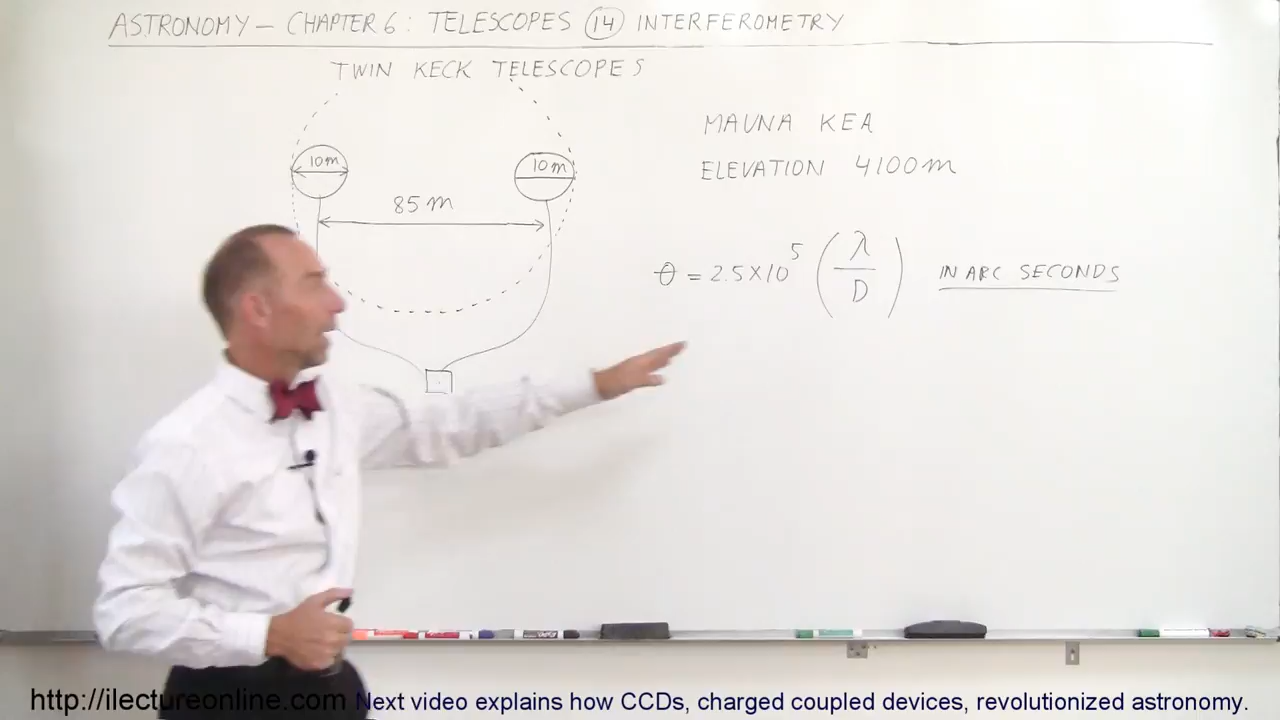 ASTRONOMY – CHAPTER 6: TELESCOPES 14 INTERFEROMETRY
TWIN KECK TELESCOPES
10m
10m
85m
MAUNA KEA
ELEVATION 4100m
θ = 2.5×10⁵ (λ/D) IN ARC SECONDS
http://ilectureonline.com Next video explains how CCDs, charged coupled devices, revolutionized astronomy.